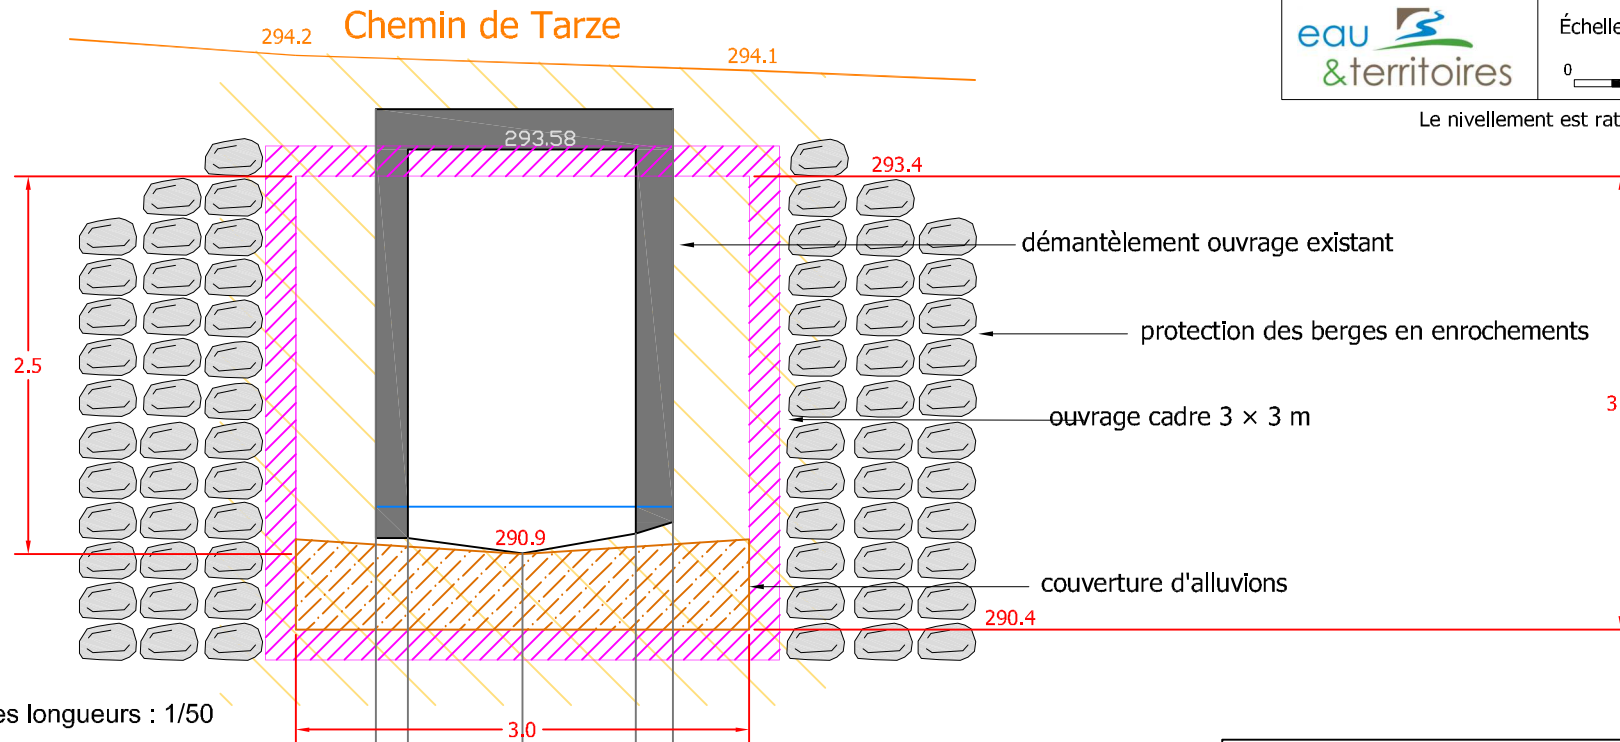 Chemin de Tarze
294.2
294.1
eau
&territoires
Échelle
0
Le nivellement est rat
293.58
293.4
démantèlement ouvrage existant
protection des berges en enrochements
2.5
3
ouvrage cadre 3 × 3 m
290.9
couverture d'alluvions
290.4
es longueurs : 1/50
3.0